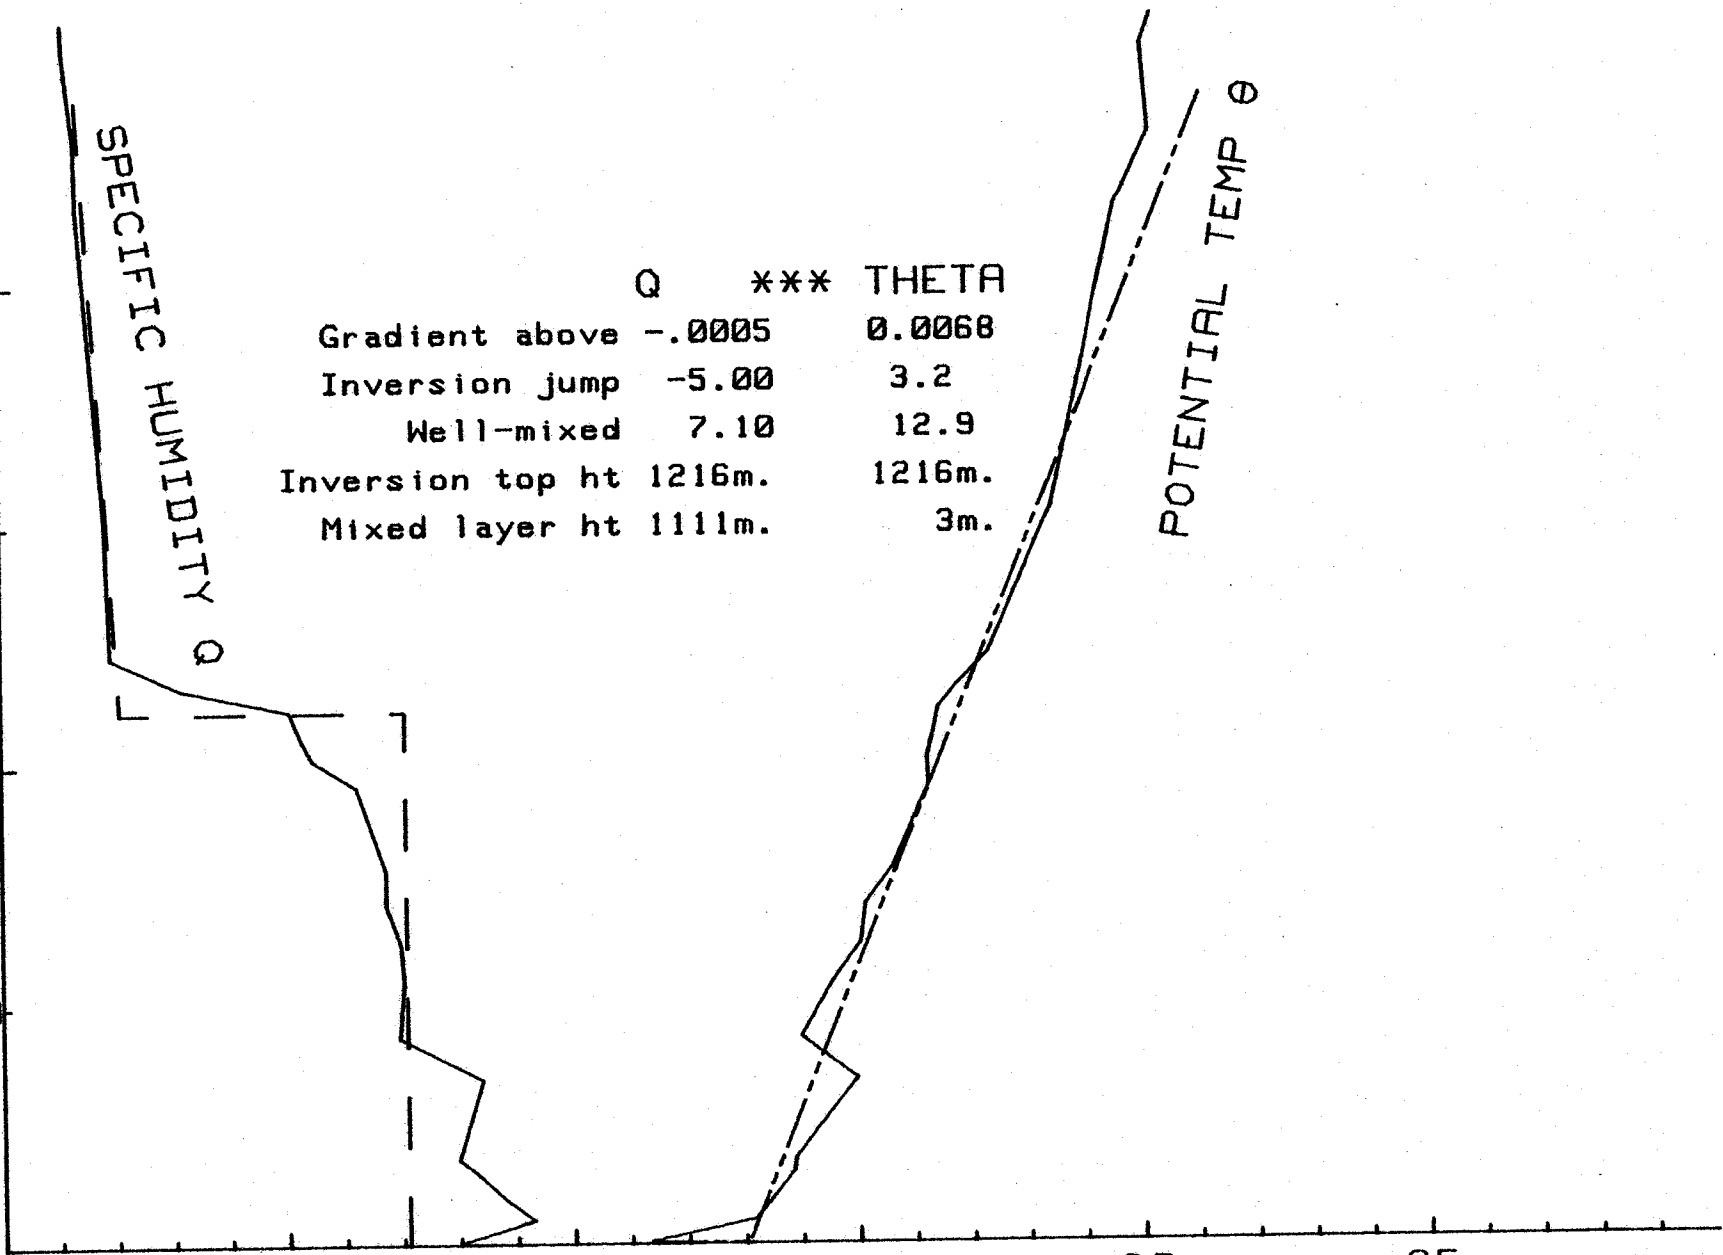 SPECIFIC HUMIDITY Q
POTENTIAL TEMP θ
Q *** THETA
Gradient above -.0005 0.0068
Inversion jump -5.00 3.2
Well-mixed 7.10 12.9
Inversion top ht 1216m. 1216m.
Mixed layer ht 1111m. 3m.